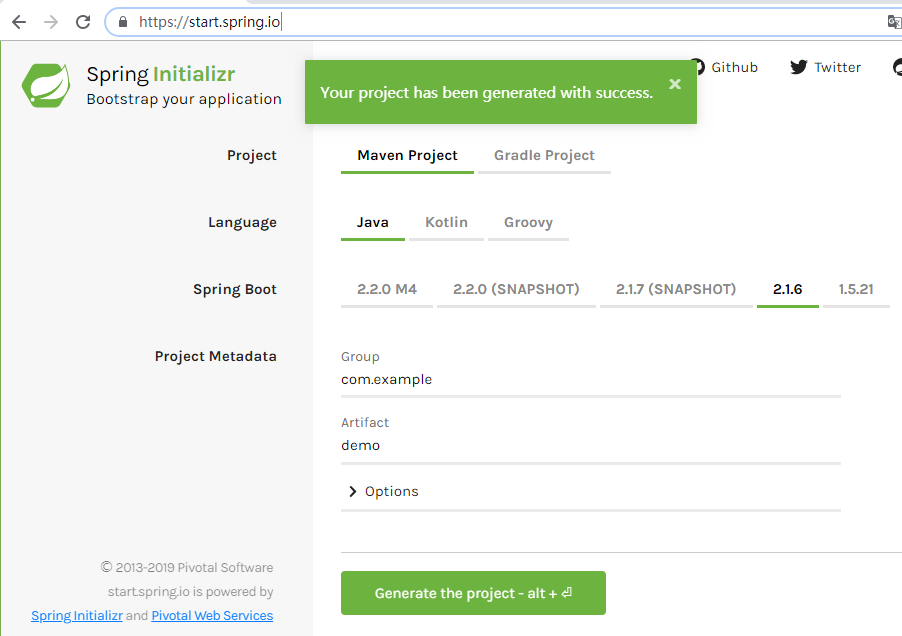 https://start.spring.io
Spring Initializr
Bootstrap your application
Your project has been generated with success.
×
Github
Twitter
Project
Maven Project
Gradle Project
Language
Java
Kotlin
Groovy
Spring Boot
2.2.0 M4
2.2.0 (SNAPSHOT)
2.1.7 (SNAPSHOT)
2.1.6
1.5.21
Project Metadata
Group
com.example
Artifact
demo
Options
© 2013-2019 Pivotal Software
start.spring.io is powered by
Spring Initializr and Pivotal Web Services
Generate the project - alt + ⏎